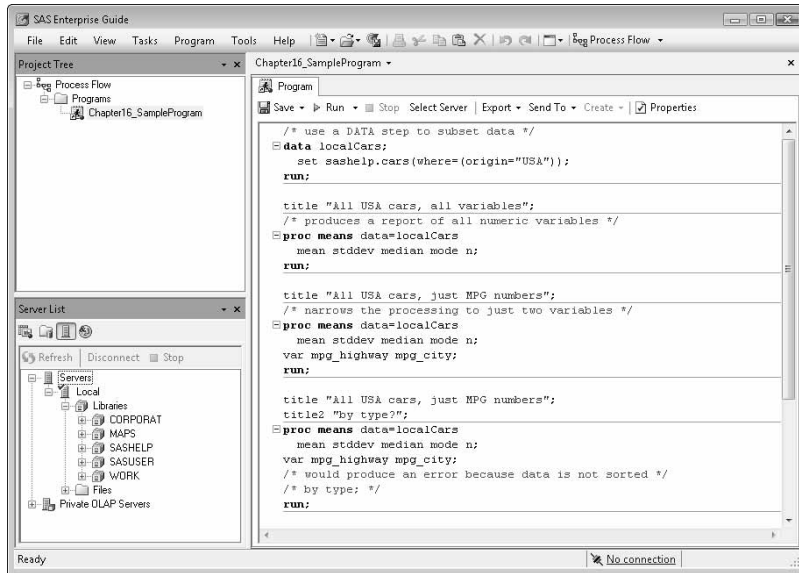 SAS Enterprise Guide
File Edit View Tasks Program Tools Help Process Flow
Project Tree
Process Flow
Programs
Chapter16_SampleProgram
Server List
Refresh Disconnect Stop
Servers
Local
Libraries
CORPORAT
MAPS
SASHELP
SASUSER
WORK
Files
Private OLAP Servers
Chapter16_SampleProgram
Program
Save Run Stop Select Server Export Send To Create Properties
/* use a DATA step to subset data */
data localCars;
set sashelp.cars(where=(origin="USA"));
run;
title "All USA cars, all variables";
/* produces a report of all numeric variables */
proc means data=localCars
mean stddev median mode n;
run;
title "All USA cars, just MPG numbers";
/* narrows the processing to just two variables */
proc means data=localCars
mean stddev median mode n;
var mpg_highway mpg_city;
run;
title "All USA cars, just MPG numbers";
title2 "by type?";
proc means data=localCars
mean stddev median mode n;
var mpg_highway mpg_city;
/* would produce an error because data is not sorted */
/* by type; */
run;
Ready
No connection